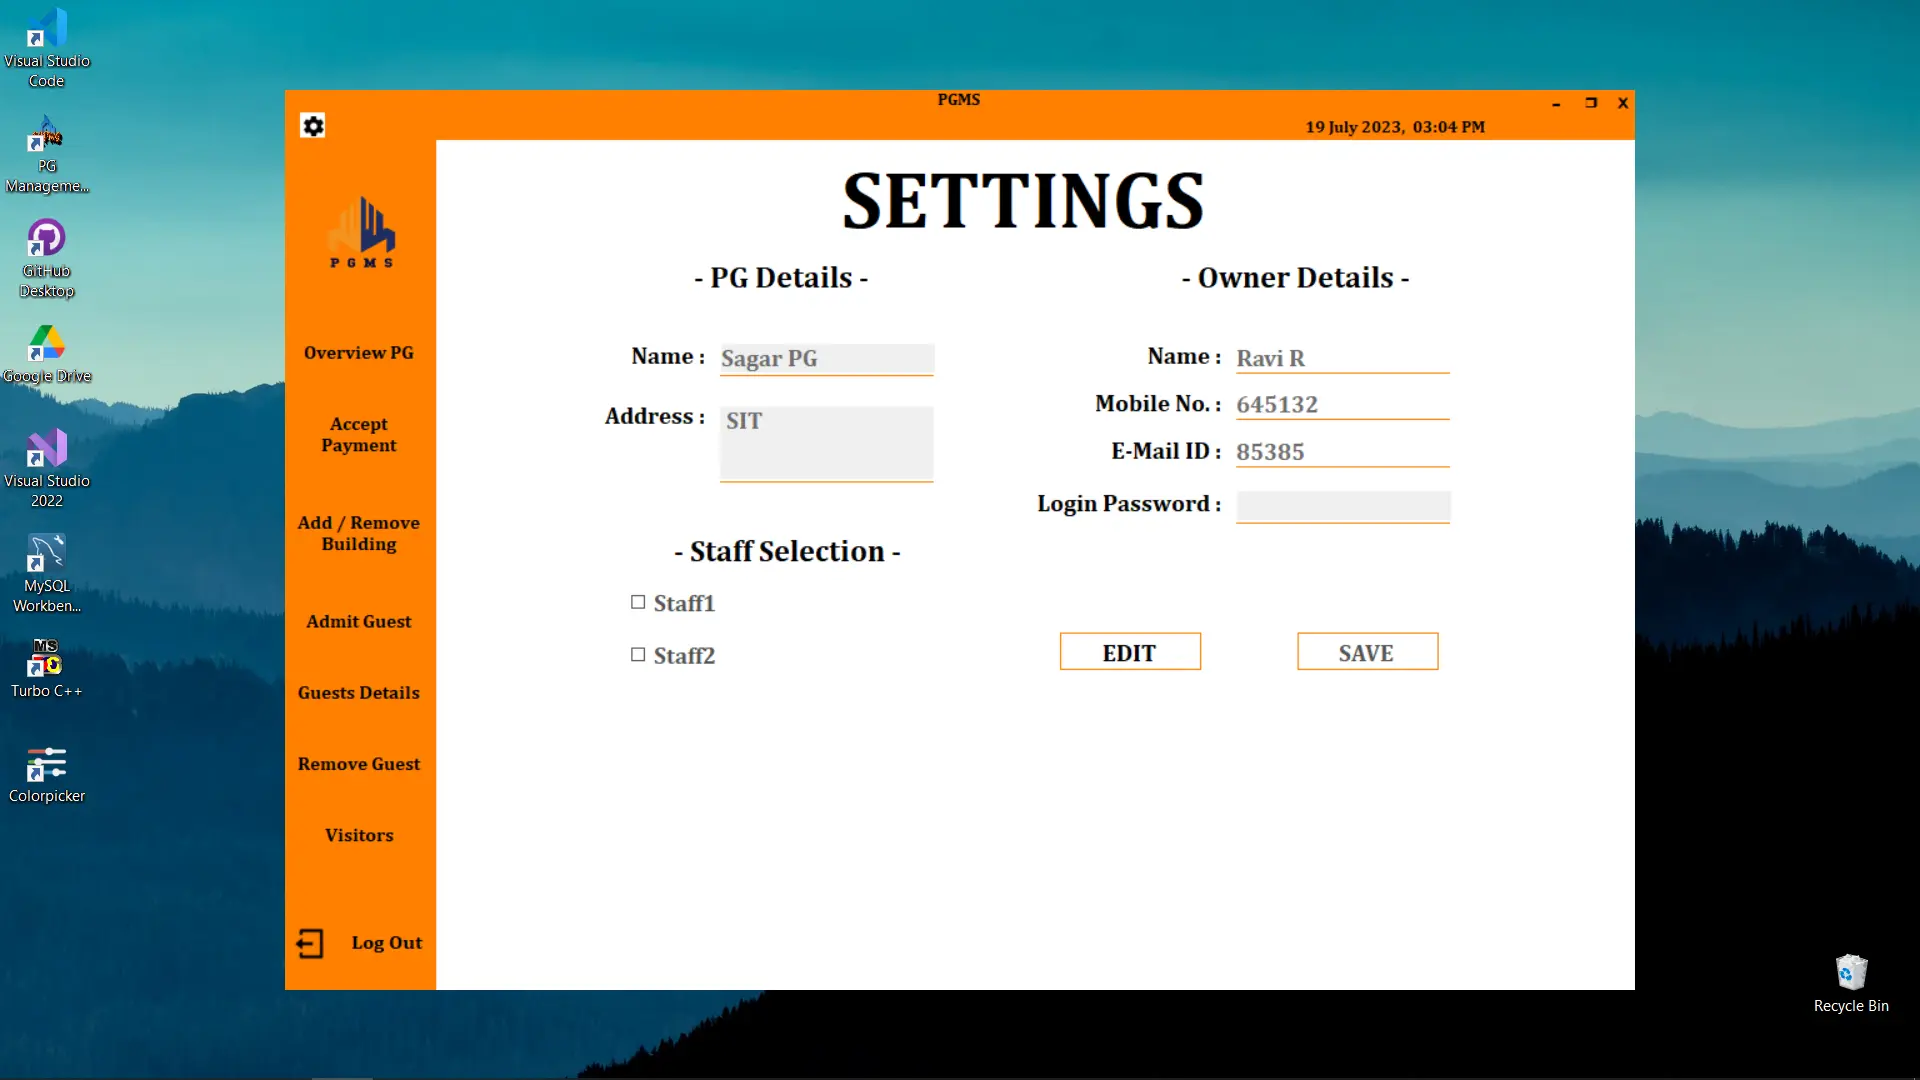 Visual Studio
Code
PG
Manageme...
GitHub
Desktop
Google Drive
Visual Studio
2022
MySQL
Workben...
MS
Turbo C++
Colorpicker
PGMS
19 July 2023, 03:04 PM
P G M S
Overview PG
Accept
Payment
Add / Remove
Building
Admit Guest
Guests Details
Remove Guest
Visitors
Log Out
SETTINGS
- PG Details -
Name : Sagar PG
Address : SIT
- Staff Selection -
Staff1
Staff2
- Owner Details -
Name : Ravi R
Mobile No. : 645132
E-Mail ID : 85385
Login Password :
EDIT
SAVE
Recycle Bin